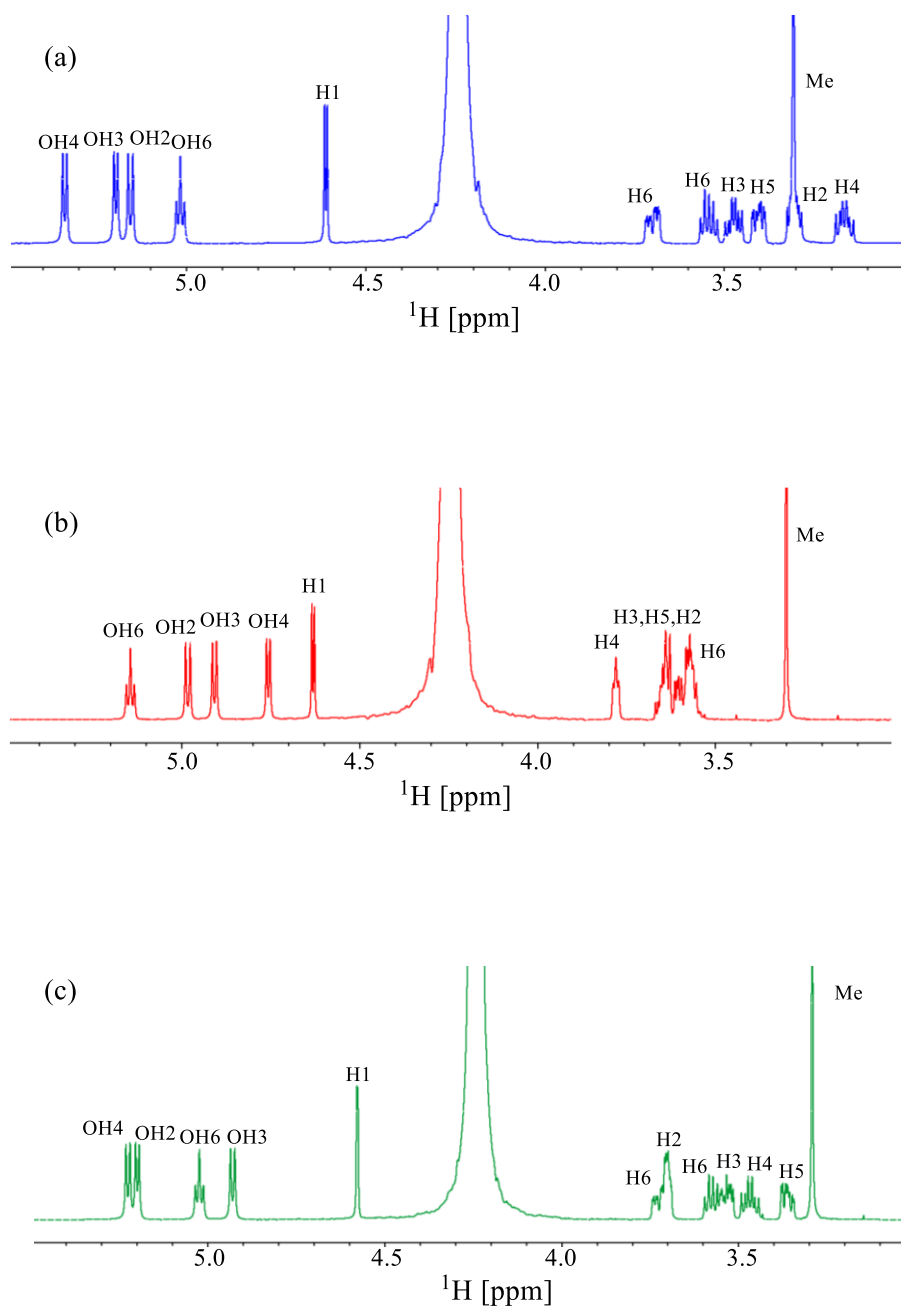 (a)
OH4 OH3 OH2 OH6 H1 H6 H6 H3 H5 Me H2 H4
5.0 4.5 4.0 3.5
¹H [ppm]
(b)
OH6 OH2 OH3 OH4 H1 H4 H3,H5,H2 H6 Me
5.0 4.5 4.0 3.5
¹H [ppm]
(c)
OH4 OH2 OH6 OH3 H1 H6 H2 H6 H3 H4 H5 Me
5.0 4.5 4.0 3.5
¹H [ppm]